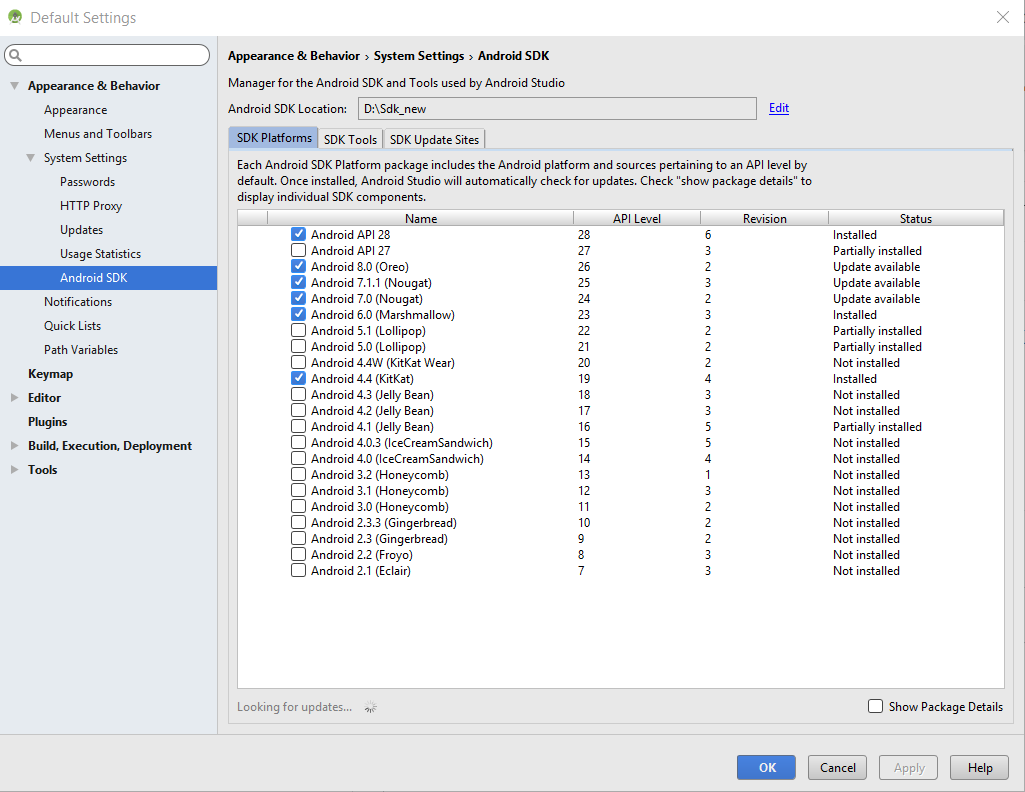 Default Settings
Appearance & Behavior
Appearance
Menus and Toolbars
System Settings
Passwords
HTTP Proxy
Updates
Usage Statistics
Android SDK
Notifications
Quick Lists
Path Variables
Keymap
Editor
Plugins
Build, Execution, Deployment
Tools
Appearance & Behavior › System Settings › Android SDK
Manager for the Android SDK and Tools used by Android Studio
Android SDK Location: D:\Sdk_new Edit
SDK Platforms SDK Tools SDK Update Sites
Each Android SDK Platform package includes the Android platform and sources pertaining to an API level by
default. Once installed, Android Studio will automatically check for updates. Check "show package details" to
display individual SDK components.
Name API Level Revision Status
Android API 28 28 6 Installed
Android API 27 27 3 Partially installed
Android 8.0 (Oreo) 26 2 Update available
Android 7.1.1 (Nougat) 25 3 Update available
Android 7.0 (Nougat) 24 2 Update available
Android 6.0 (Marshmallow) 23 3 Installed
Android 5.1 (Lollipop) 22 2 Partially installed
Android 5.0 (Lollipop) 21 2 Partially installed
Android 4.4W (KitKat Wear) 20 2 Not installed
Android 4.4 (KitKat) 19 4 Installed
Android 4.3 (Jelly Bean) 18 3 Not installed
Android 4.2 (Jelly Bean) 17 3 Not installed
Android 4.1 (Jelly Bean) 16 5 Partially installed
Android 4.0.3 (IceCreamSandwich) 15 5 Not installed
Android 4.0 (IceCreamSandwich) 14 4 Not installed
Android 3.2 (Honeycomb) 13 1 Not installed
Android 3.1 (Honeycomb) 12 3 Not installed
Android 3.0 (Honeycomb) 11 2 Not installed
Android 2.3.3 (Gingerbread) 10 2 Not installed
Android 2.3 (Gingerbread) 9 2 Not installed
Android 2.2 (Froyo) 8 3 Not installed
Android 2.1 (Eclair) 7 3 Not installed
Looking for updates... Show Package Details
OK Cancel Apply Help